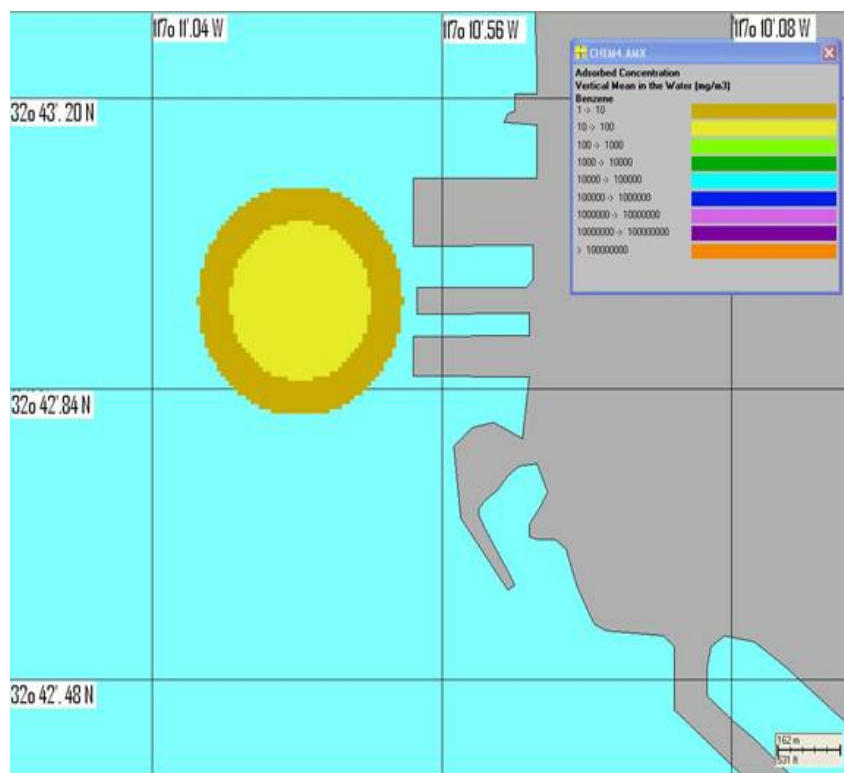 117o 11'.04 W
117o 10'.56 W
117o 10'.08 W
CHEM4.AMX
Adsorbed Concentration
Vertical Mean in the Water (mg/m3)
Benzene
1 -> 10
10 -> 100
100 -> 1000
1000 -> 10000
10000 -> 100000
100000 -> 1000000
1000000 -> 10000000
10000000 -> 100000000
> 100000000
32o 43'. 20 N
32o 42'.84 N
32o 42'. 48 N
162 m
531 ft